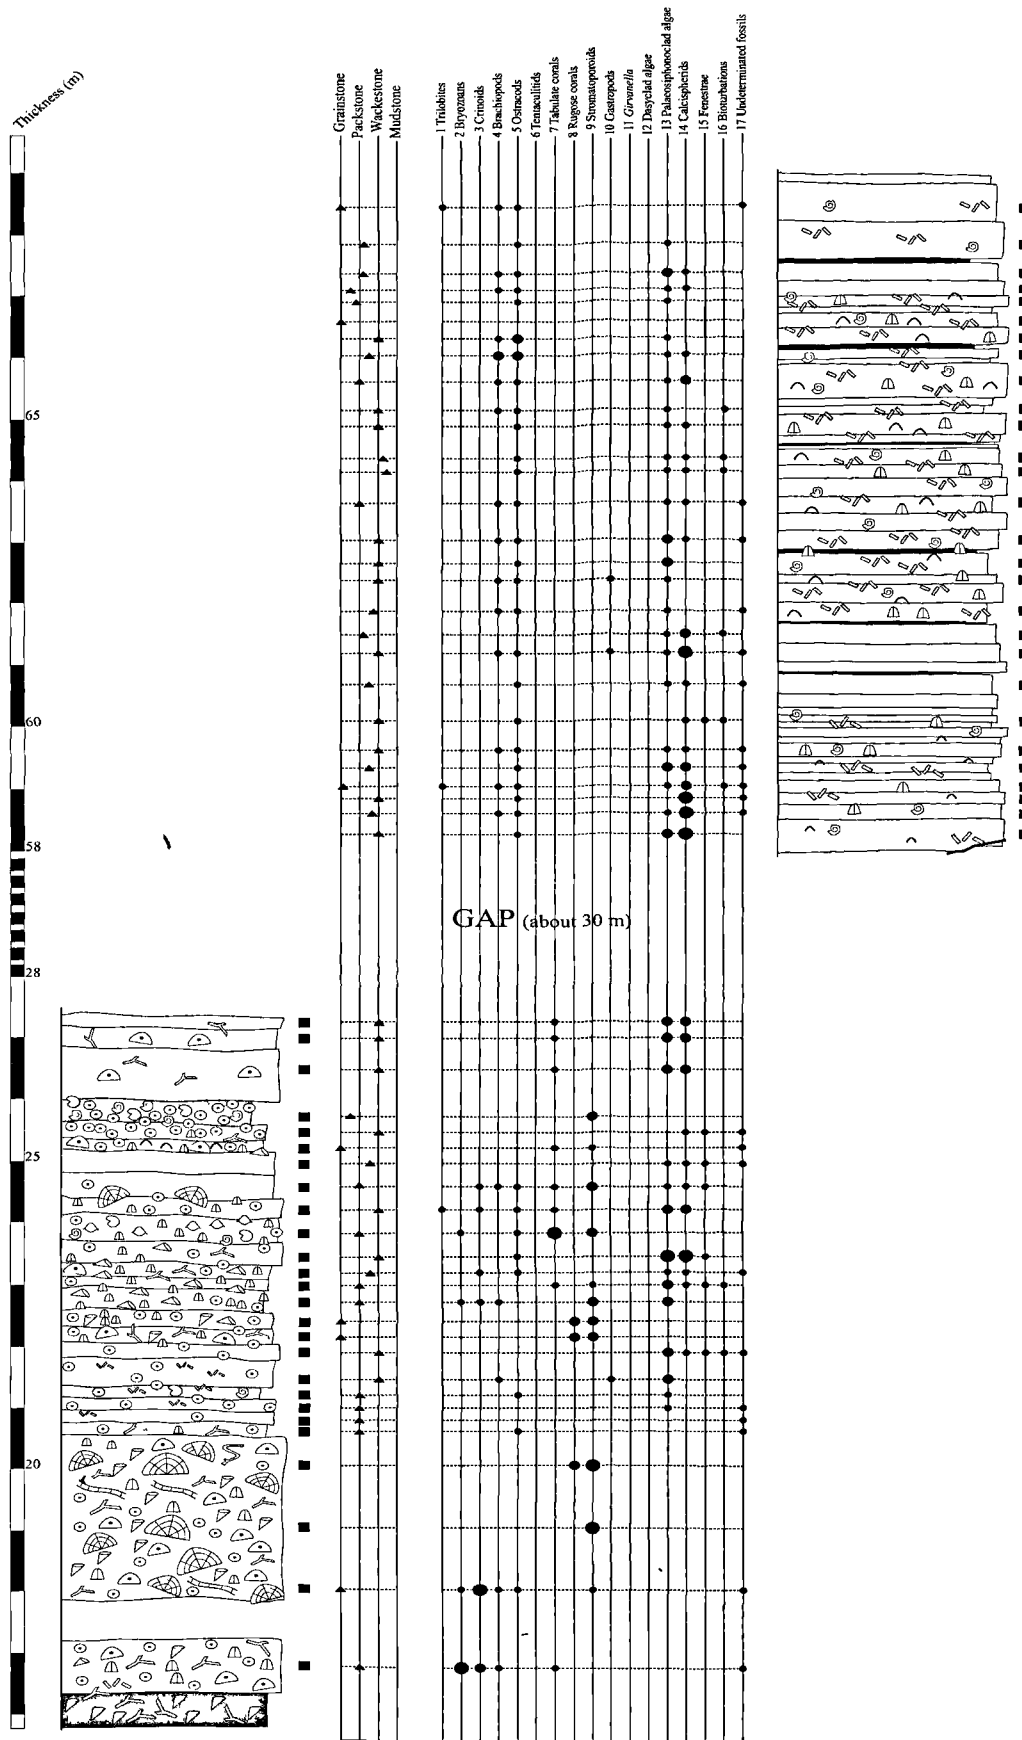 Thickness (m)
Grainstone
Packstone
Wackestone
Mudstone
1 Trilobites
2 Bryozoans
3 Crinoids
4 Brachiopods
5 Ostracods
6 Tentaculitids
7 Tabulate corals
8 Rugose corals
9 Stromatoporoids
10 Gastropods
11 Girvanella
12 Dasyclad algae
13 Palaeosiphonoclad algae
14 Calcispherids
15 Fenestrae
16 Bioturbations
17 Undeterminated fossils
65
60
58
GAP (about 30 m)
28
25
20